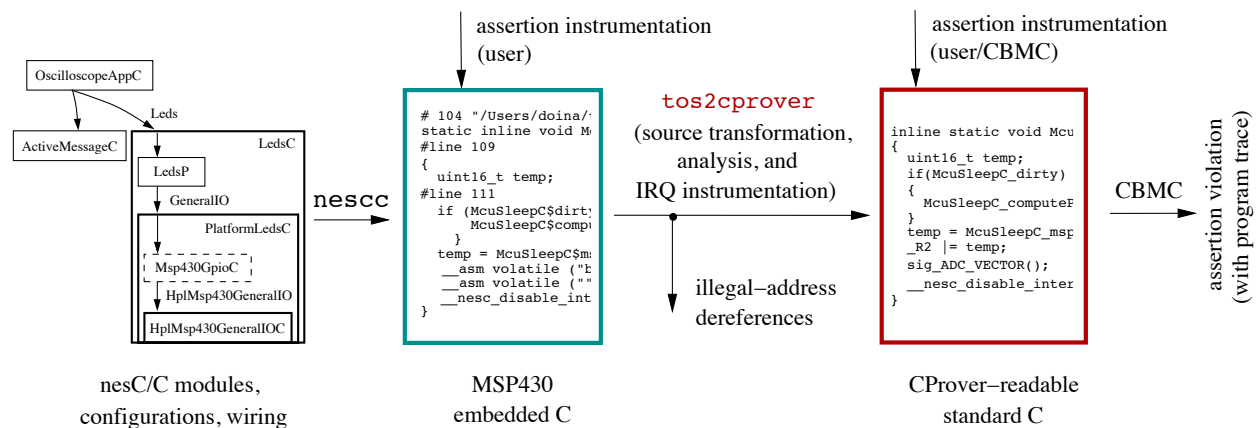 OscilloscopeAppC
Leds
ActiveMessageC
LedsC
LedsP
GeneralIO
PlatformLedsC
Msp430GpioC
HplMsp430GeneralIO
HplMsp430GeneralIOC
nesC/C modules,
configurations, wiring
nescc
assertion instrumentation
(user)
# 104 "/Users/doina/
static inline void M
#line 109
{
uint16_t temp;
#line 111
if (McuSleepC$dirty
McuSleepC$compu
}
temp = McuSleepC$ms
__asm volatile ("b
__asm volatile (""
__nesc_disable_int
}
MSP430
embedded C
tos2cprover
(source transformation,
analysis, and
IRQ instrumentation)
illegal−address
dereferences
assertion instrumentation
(user/CBMC)
inline static void Mcu
{
uint16_t temp;
if(McuSleepC_dirty)
{
McuSleepC_computeP
}
temp = McuSleepC_msp
_R2 |= temp;
sig_ADC_VECTOR();
__nesc_disable_inter
}
CProver−readable
standard C
CBMC
assertion violation
(with program trace)